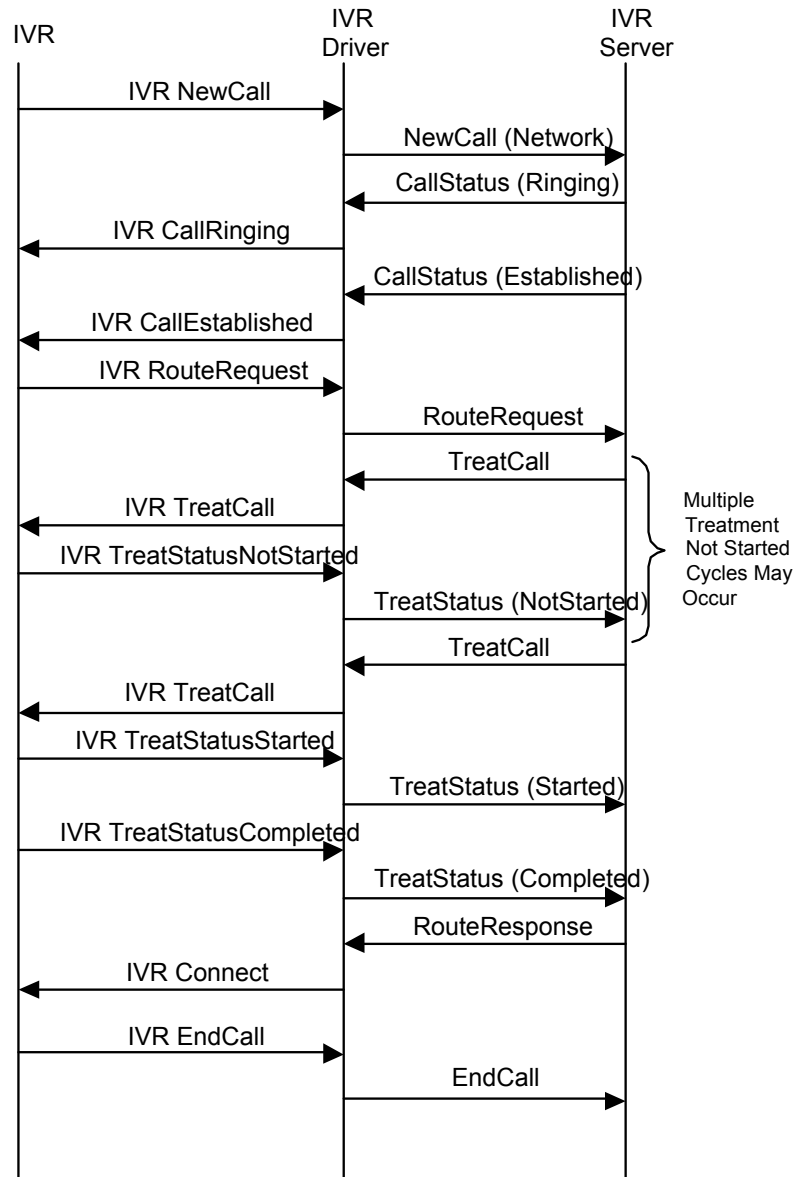 IVR
IVR
Driver
IVR
Server
IVR NewCall
NewCall (Network)
CallStatus (Ringing)
IVR CallRinging
CallStatus (Established)
IVR CallEstablished
IVR RouteRequest
RouteRequest
TreatCall
IVR TreatCall
IVR TreatStatusNotStarted
TreatStatus (NotStarted)
TreatCall
Multiple
Treatment
Not Started
Cycles May
Occur
IVR TreatCall
IVR TreatStatusStarted
TreatStatus (Started)
IVR TreatStatusCompleted
TreatStatus (Completed)
RouteResponse
IVR Connect
IVR EndCall
EndCall